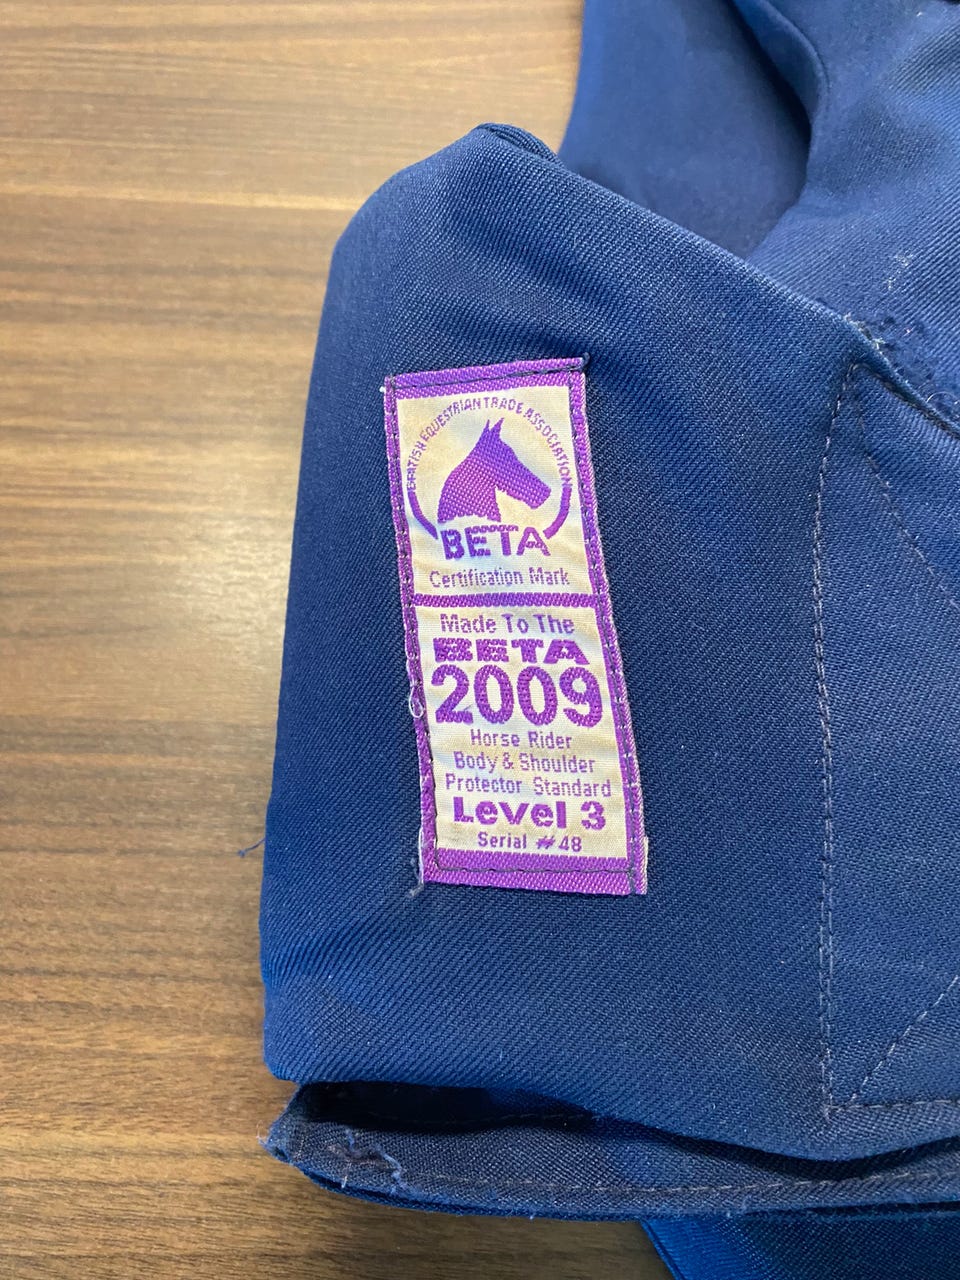 BRITISH EQUESTRIAN TRADE ASSOCIATION
BETA
Certification Mark
Made To The
BETA
2009
Horse Rider
Body & Shoulder
Protector Standard
Level 3
Serial #48